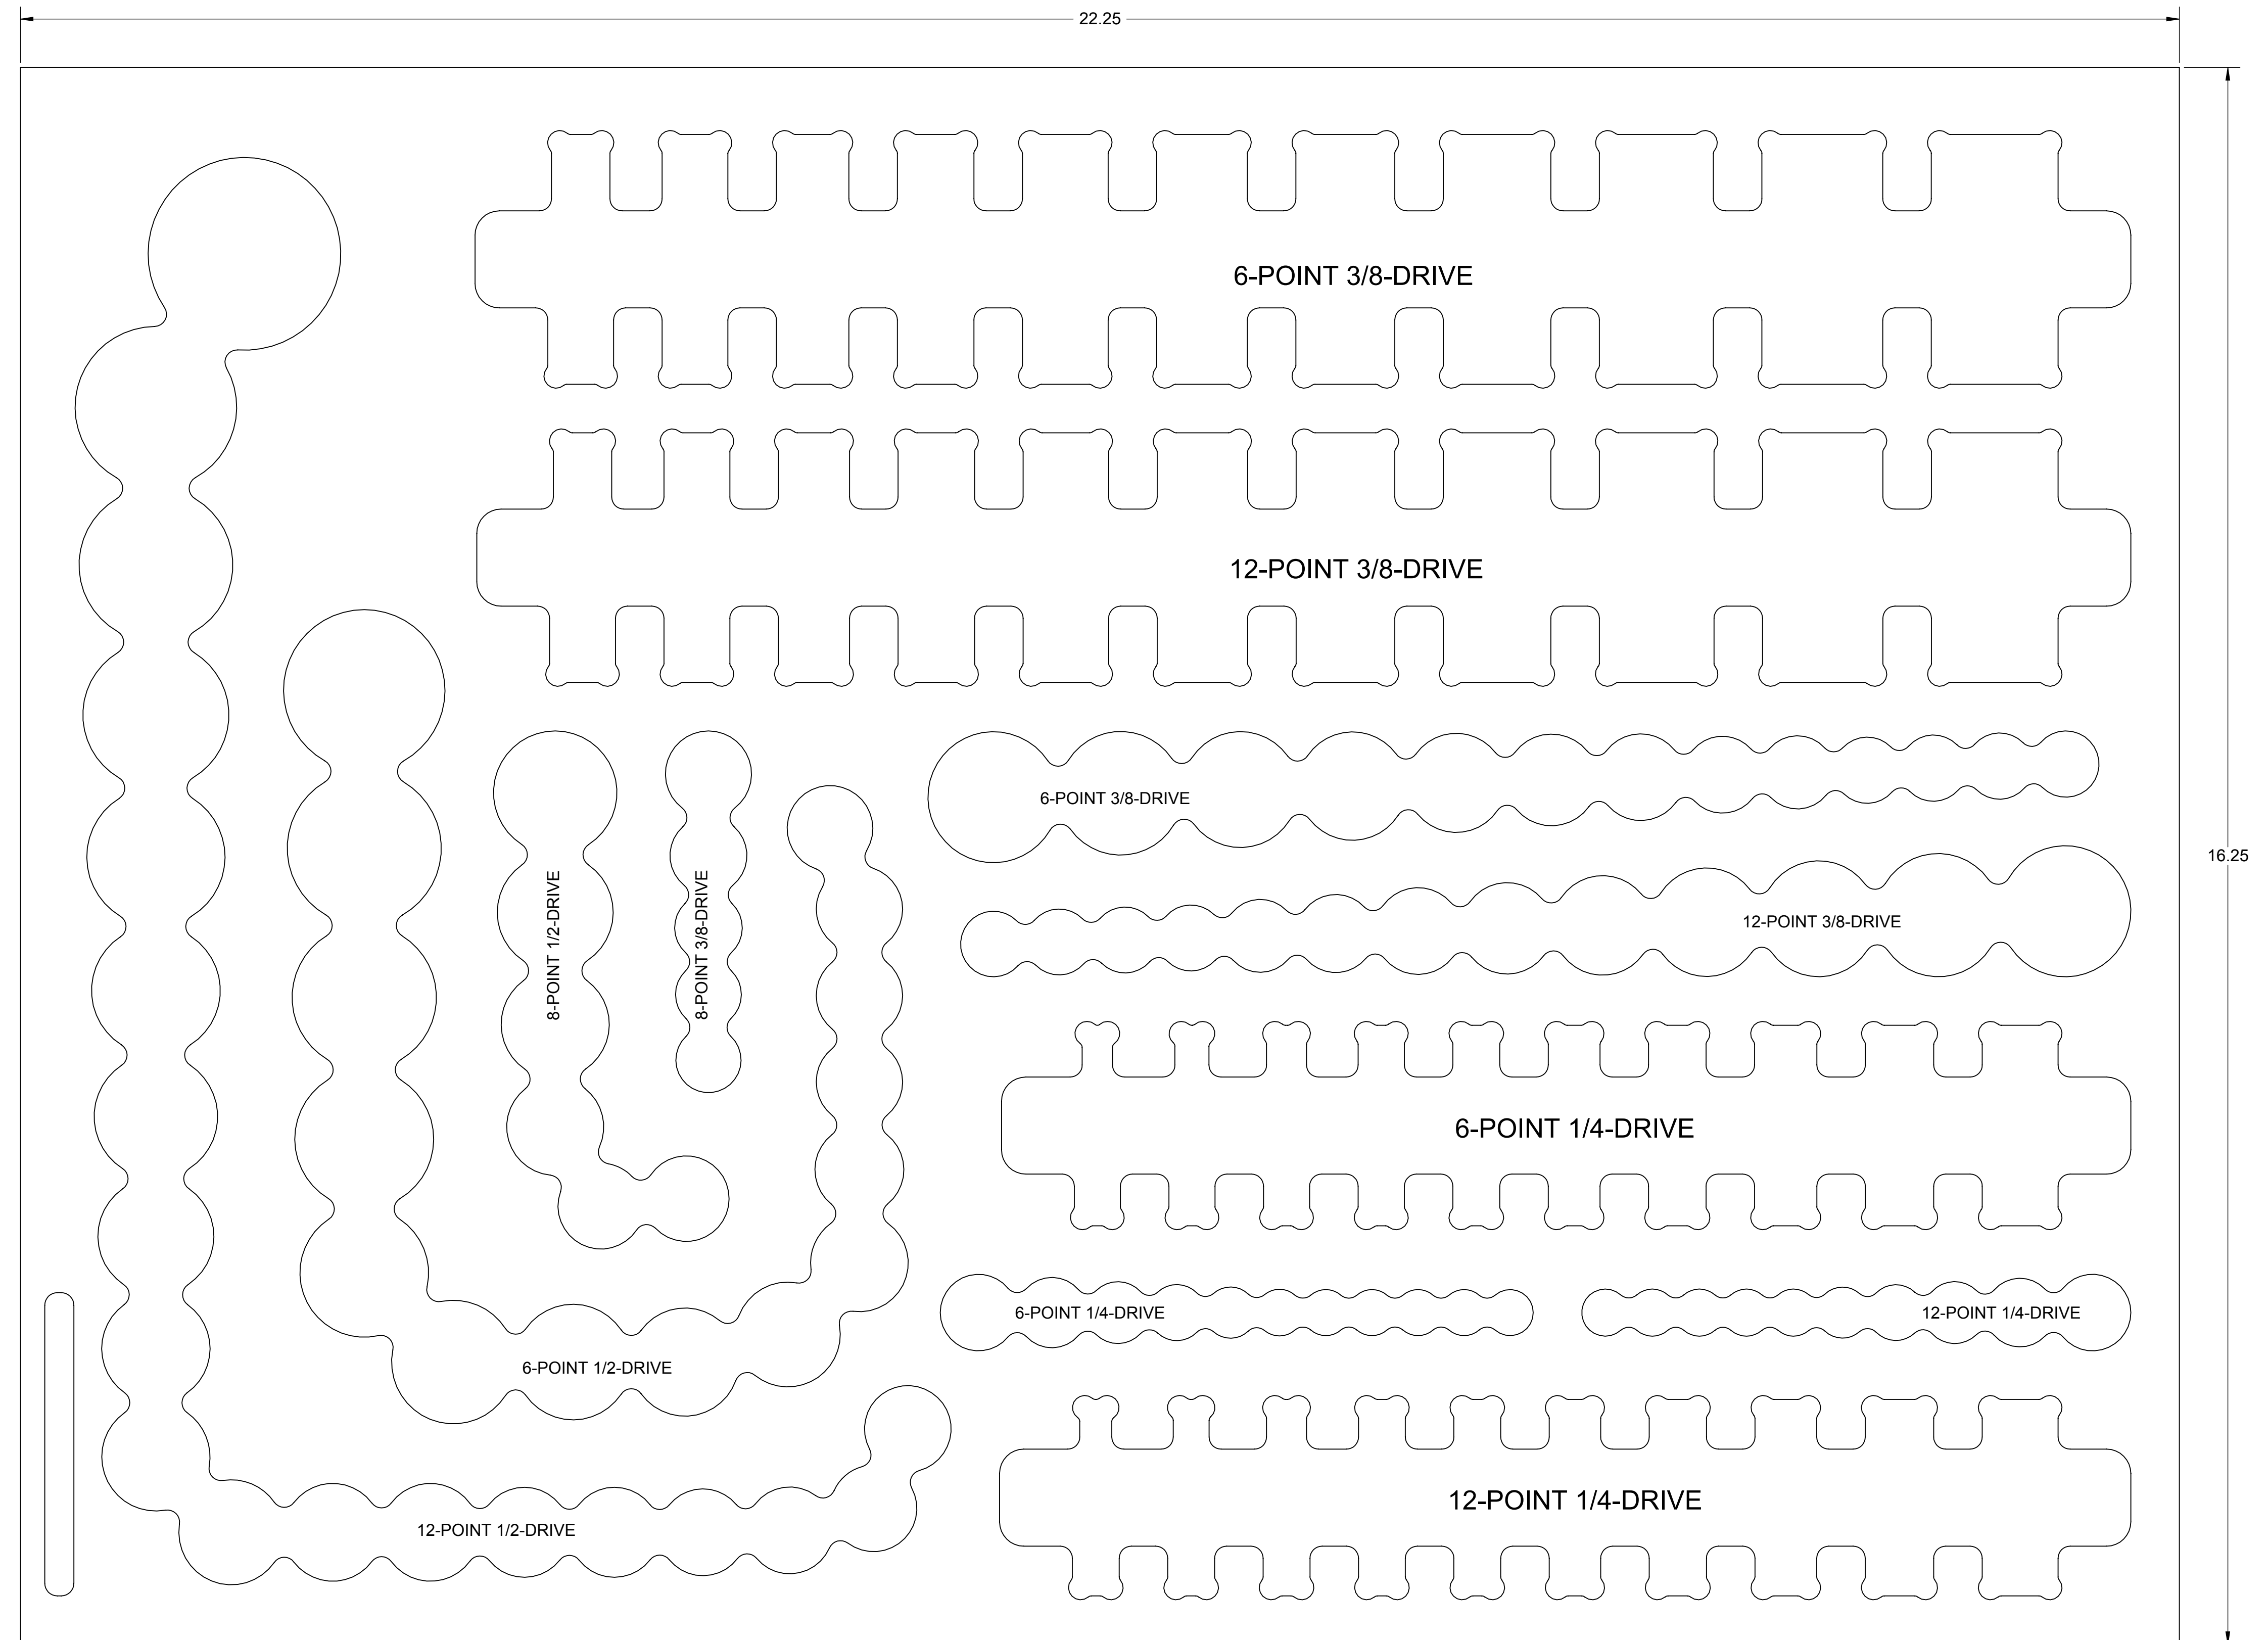 22.25
6-POINT 3/8-DRIVE
12-POINT 3/8-DRIVE
6-POINT 3/8-DRIVE
16.25
8-POINT 1/2-DRIVE
8-POINT 3/8-DRIVE
12-POINT 3/8-DRIVE
6-POINT 1/4-DRIVE
6-POINT 1/4-DRIVE
12-POINT 1/4-DRIVE
6-POINT 1/2-DRIVE
12-POINT 1/4-DRIVE
12-POINT 1/2-DRIVE